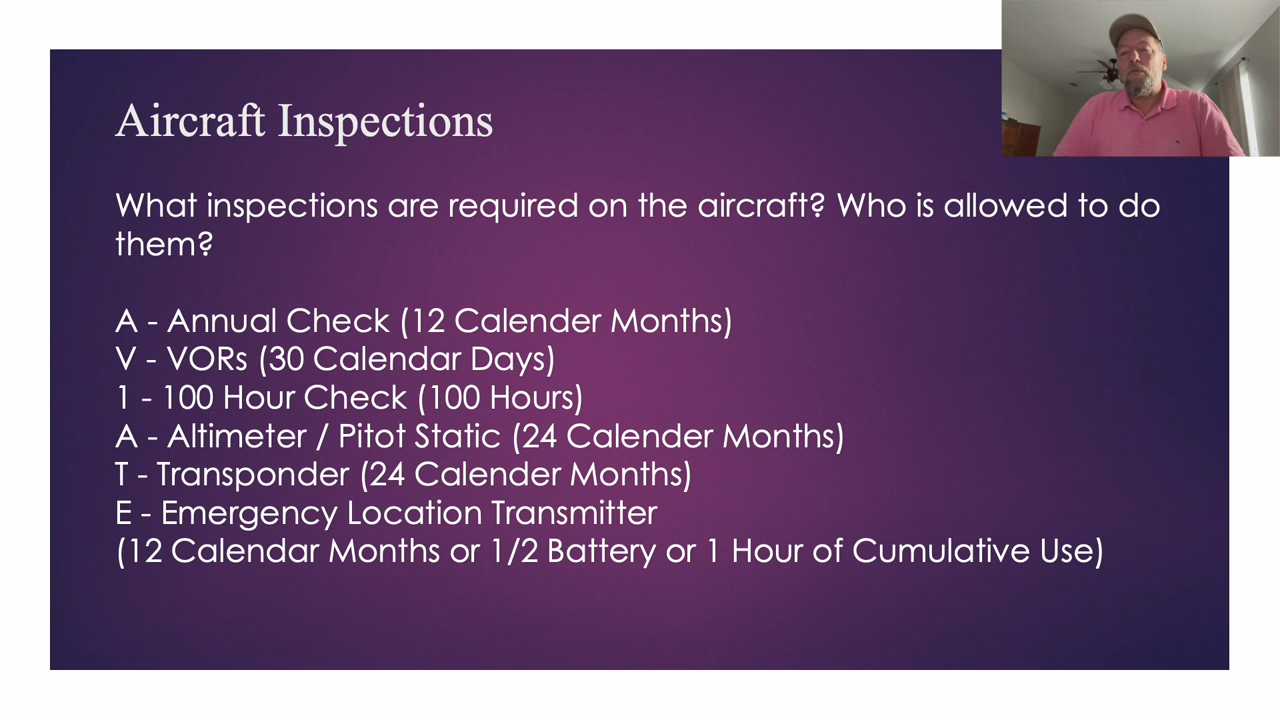 Aircraft Inspections
What inspections are required on the aircraft? Who is allowed to do
them?
A - Annual Check (12 Calender Months)
V - VORs (30 Calendar Days)
1 - 100 Hour Check (100 Hours)
A - Altimeter / Pitot Static (24 Calender Months)
T - Transponder (24 Calender Months)
E - Emergency Location Transmitter
(12 Calendar Months or 1/2 Battery or 1 Hour of Cumulative Use)